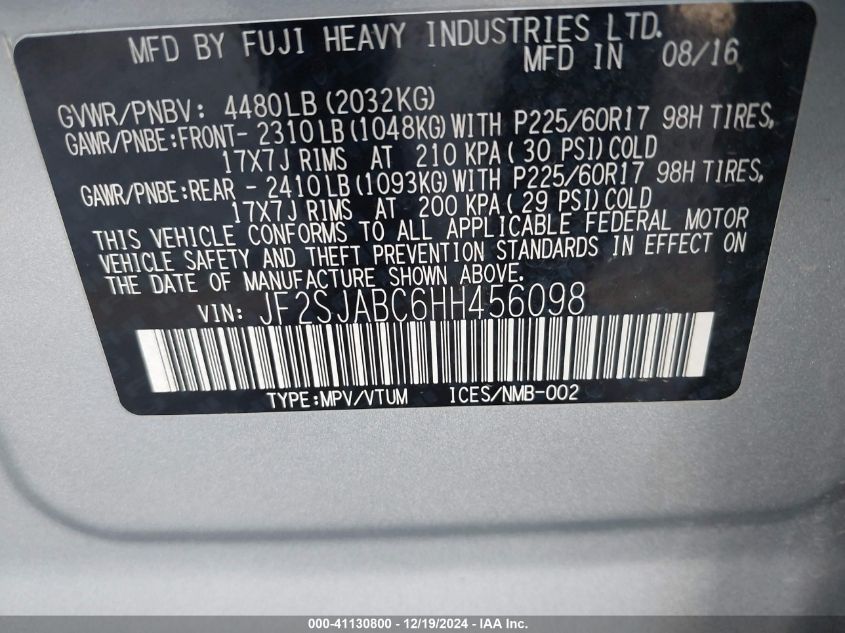 MFD BY FUJI HEAVY INDUSTRIES LTD.
MFD IN 08/16
GVWR/PNBV: 4480LB(2032KG)
GAWR/PNBE:FRONT- 2310LB(1048KG)WITH P225/60R17 98H TIRES,
17X7J RIMS AT 210 KPA(30 PSI)COLD
GAWR/PNBE:REAR - 2410LB(1093KG)WITH P225/60R17 98H TIRES,
17X7J RIMS AT 200 KPA(29 PSI)COLD
THIS VEHICLE CONFORMS TO ALL APPLICABLE FEDERAL MOTOR
VEHICLE SAFETY AND THEFT PREVENTION STANDARDS IN EFFECT ON
THE DATE OF MANUFACTURE SHOWN ABOVE.
VIN: JF2SJABC6HH456098
TYPE:MPV/VTUM ICES/NMB-002
000-41130800 - 12/19/2024 - IAA Inc.